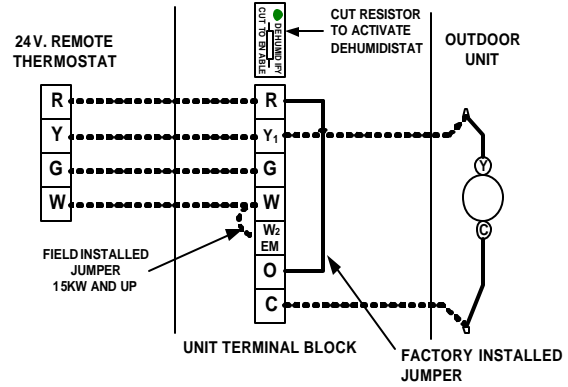 CUT RESISTOR
TO ACTIVATE
DEHUMIDISTAT
DEHUMIDIFY
CUT TO ENABLE
24V. REMOTE
THERMOSTAT
OUTDOOR
UNIT
R
Y
G
W
R
Y1
G
W
W2
EM
O
C
Y
C
FIELD INSTALLED
JUMPER
15KW AND UP
UNIT TERMINAL BLOCK
FACTORY INSTALLED
JUMPER